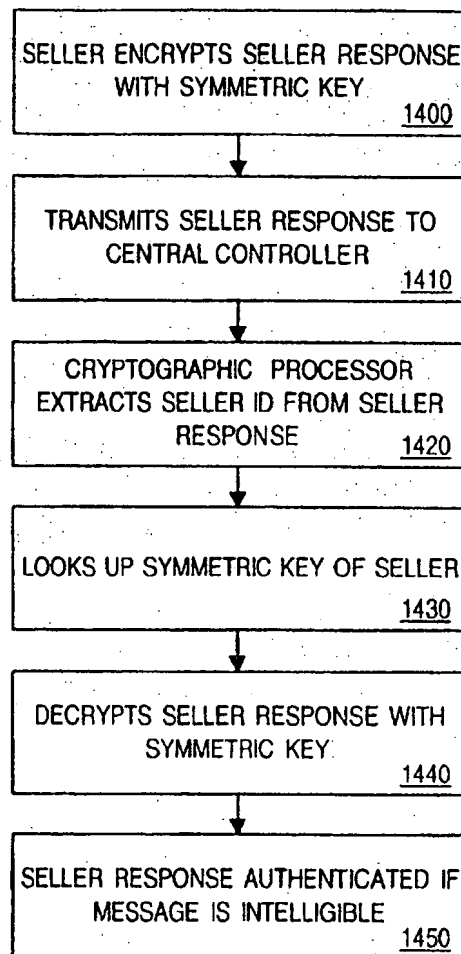 SELLER ENCRYPTS SELLER RESPONSE
WITH SYMMETRIC KEY
1400
TRANSMITS SELLER RESPONSE TO
CENTRAL CONTROLLER
1410
CRYPTOGRAPHIC PROCESSOR
EXTRACTS SELLER ID FROM SELLER
RESPONSE
1420
LOOKS UP SYMMETRIC KEY OF SELLER
1430
DECRYPTS SELLER RESPONSE WITH
SYMMETRIC KEY
1440
SELLER RESPONSE AUTHENTICATED IF
MESSAGE IS INTELLIGIBLE
1450